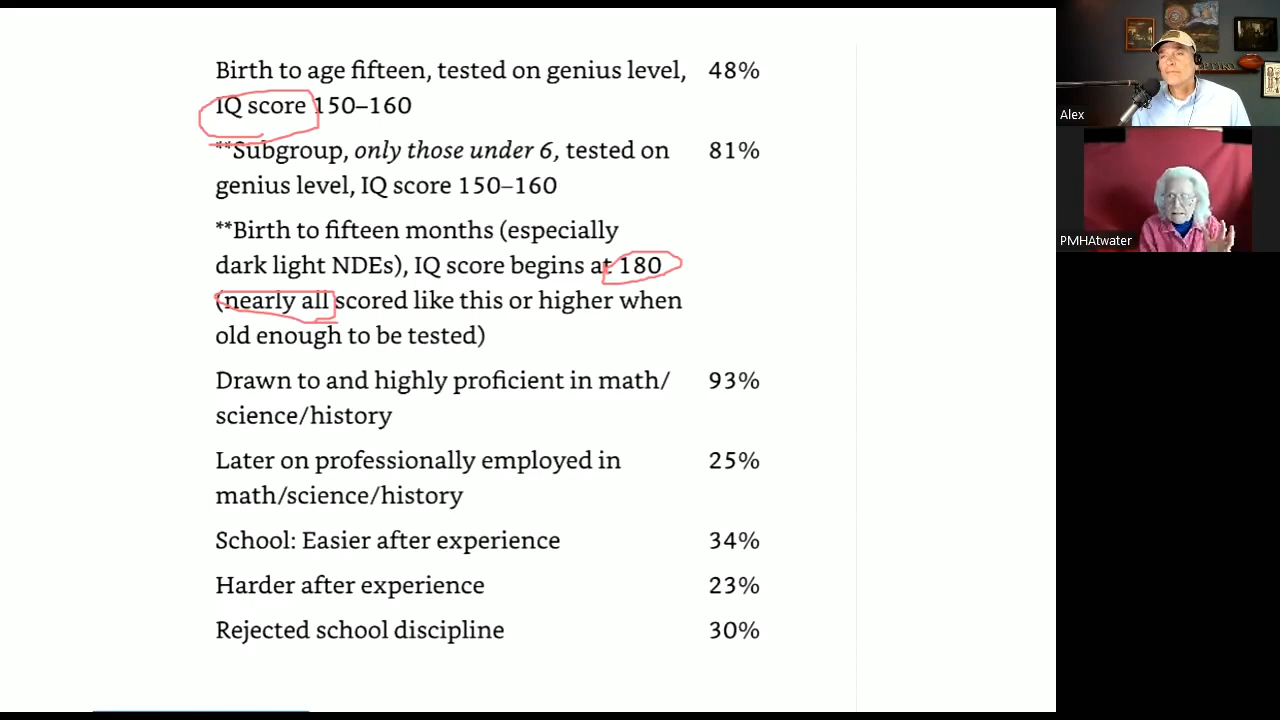 Birth to age fifteen, tested on genius level, 48%
IQ score 150–160
**Subgroup, only those under 6, tested on 81%
genius level, IQ score 150–160
**Birth to fifteen months (especially
dark light NDEs), IQ score begins at 180
(nearly all scored like this or higher when
old enough to be tested)
Drawn to and highly proficient in math/ 93%
science/history
Later on professionally employed in 25%
math/science/history
School: Easier after experience 34%
Harder after experience 23%
Rejected school discipline 30%
Alex
PMHAtwater